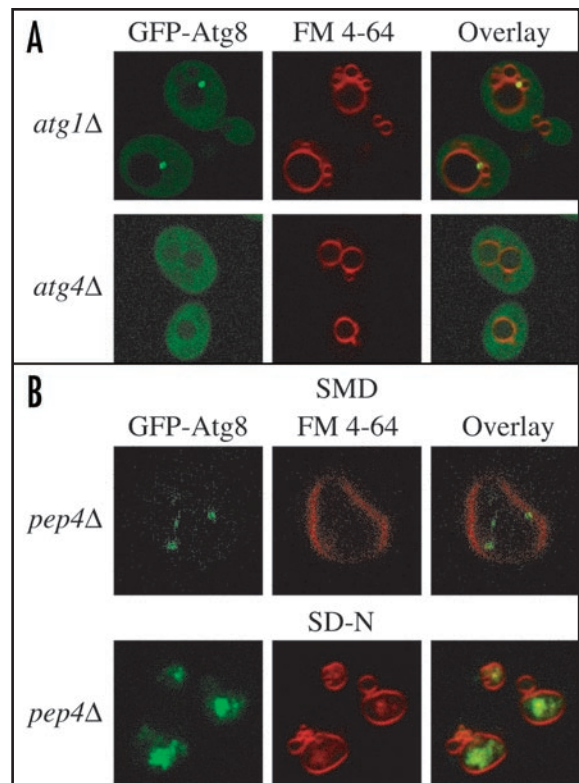 A
GFP-Atg8 FM 4-64 Overlay
atg1Δ
atg4Δ
B
SMD
GFP-Atg8 FM 4-64 Overlay
pep4Δ
SD-N
pep4Δ